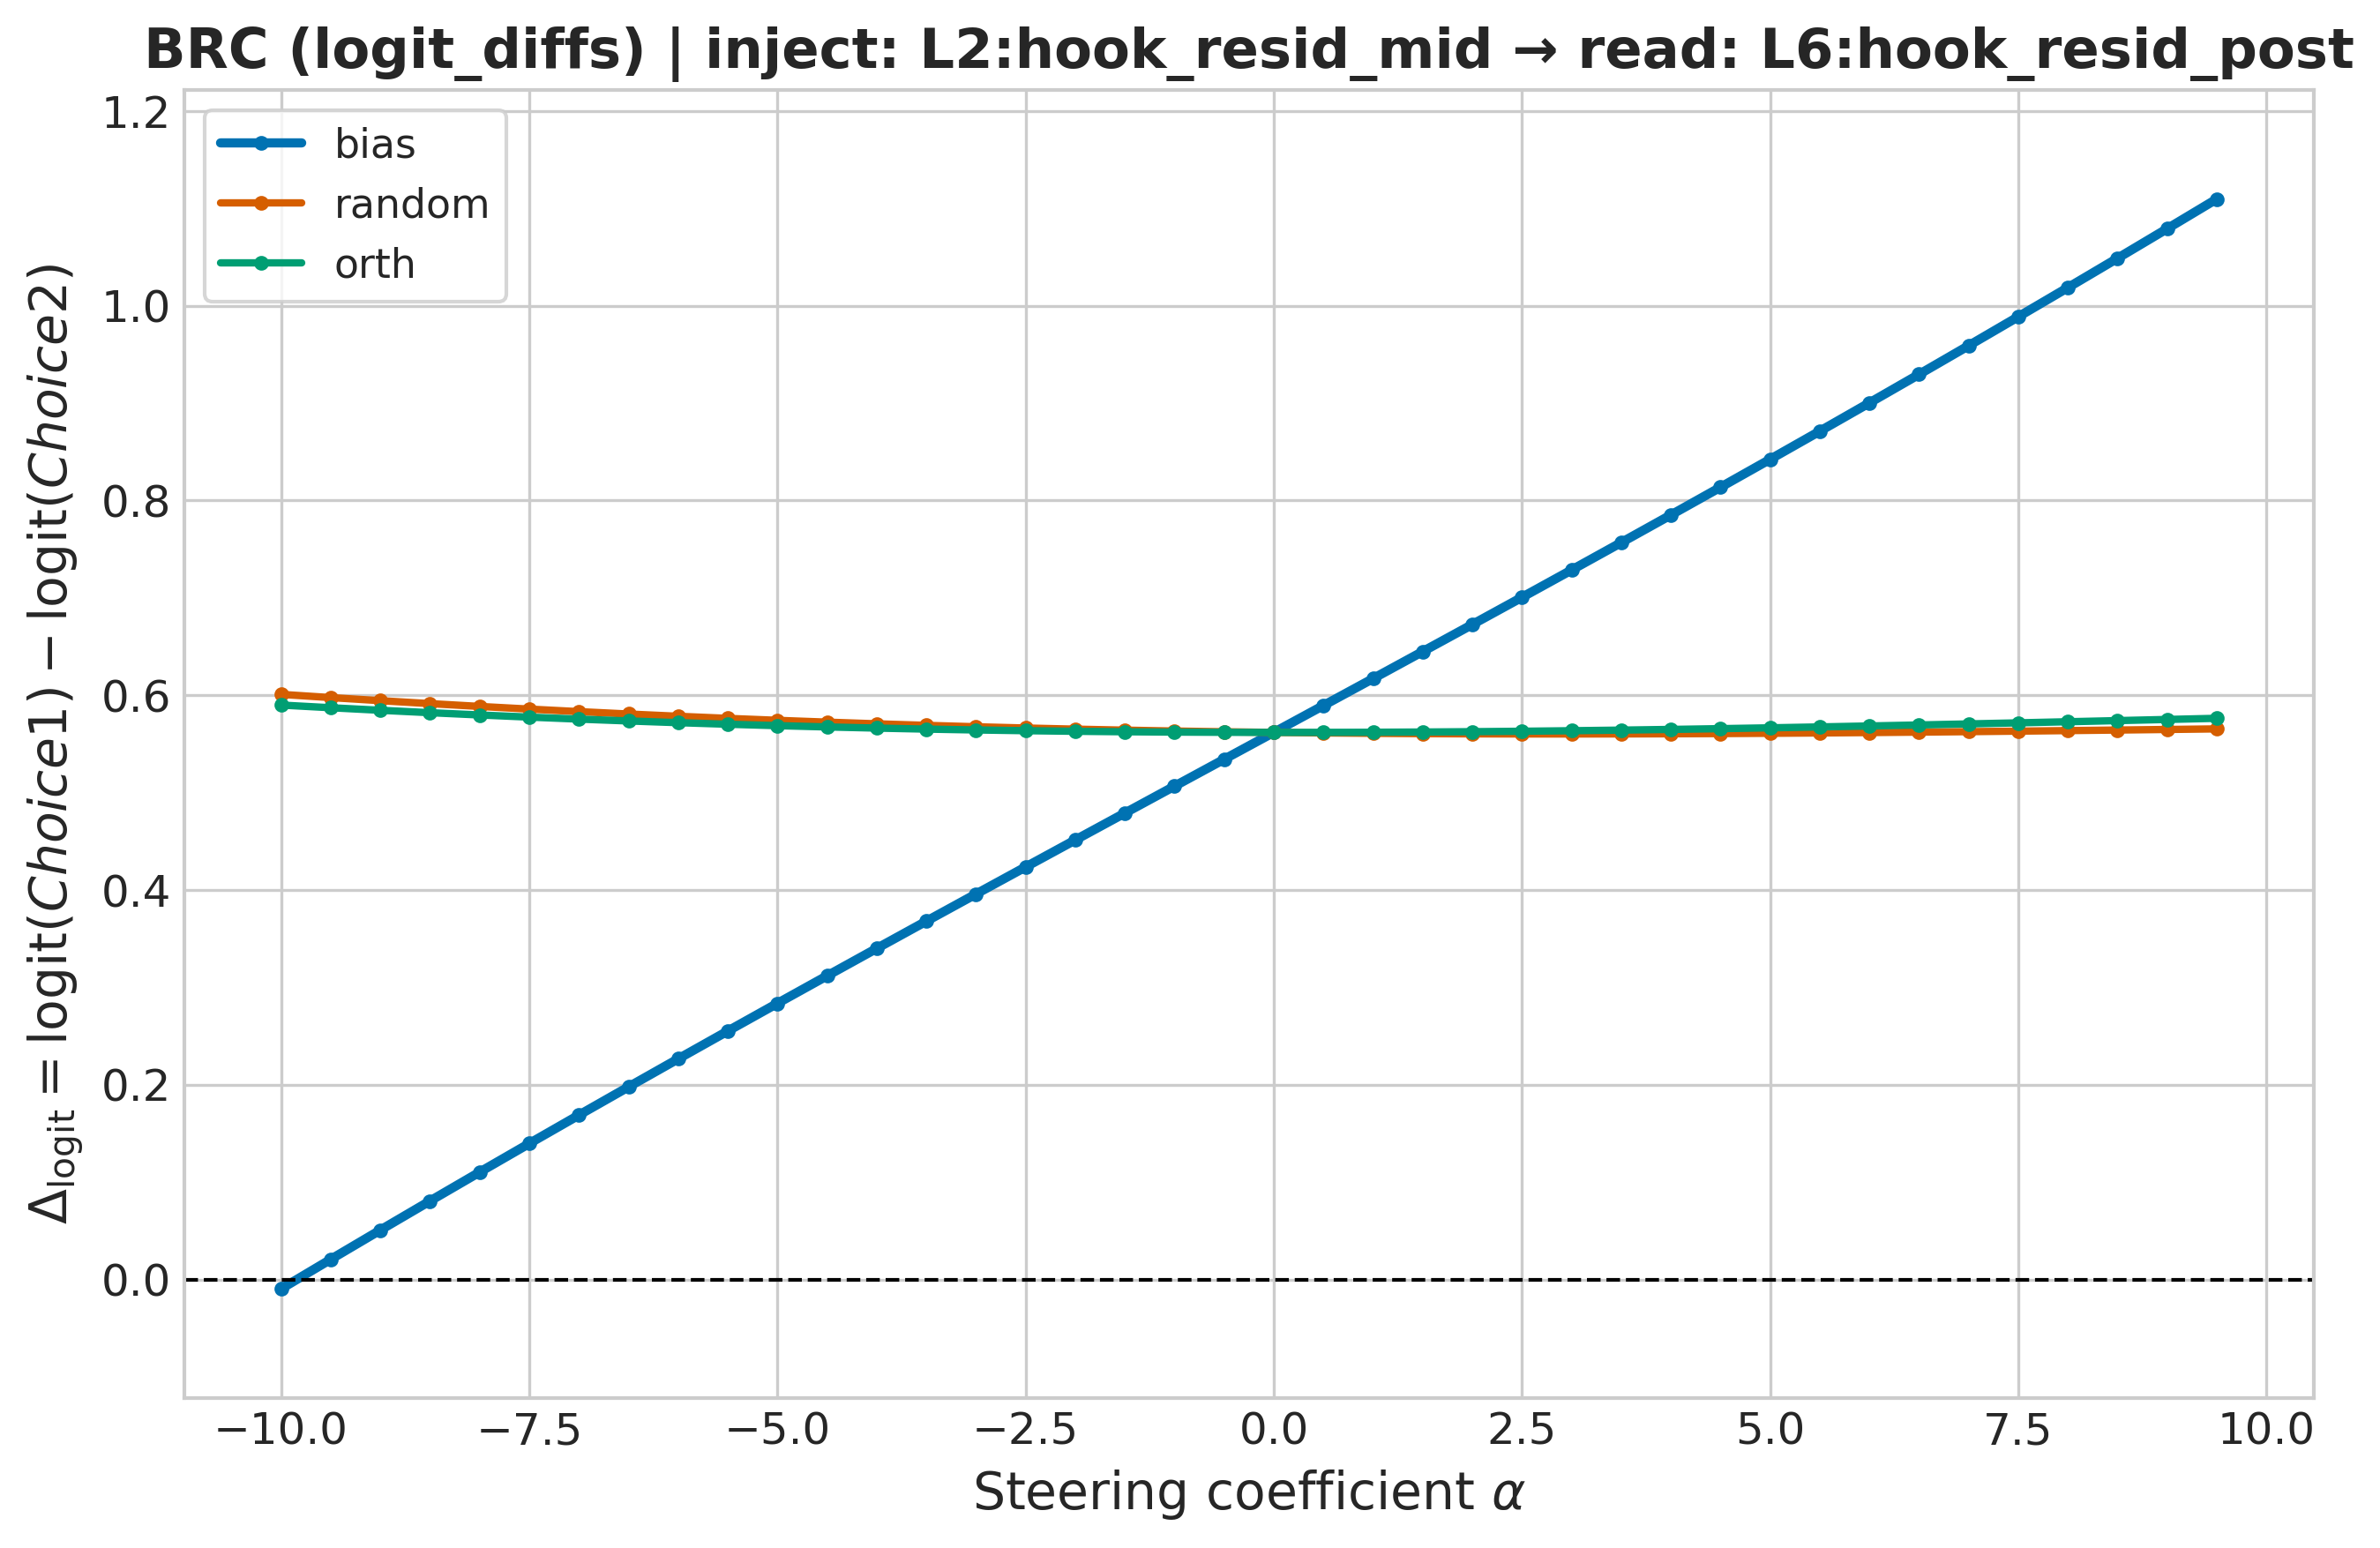 BRC (logit_diffs) | inject: L2:hook_resid_mid → read: L6:hook_resid_post
bias
random
orth
Δlogit = logit(Choice1) − logit(Choice2)
1.2
1.0
0.8
0.6
0.4
0.2
0.0
−10.0 −7.5 −5.0 −2.5 0.0 2.5 5.0 7.5 10.0
Steering coefficient α